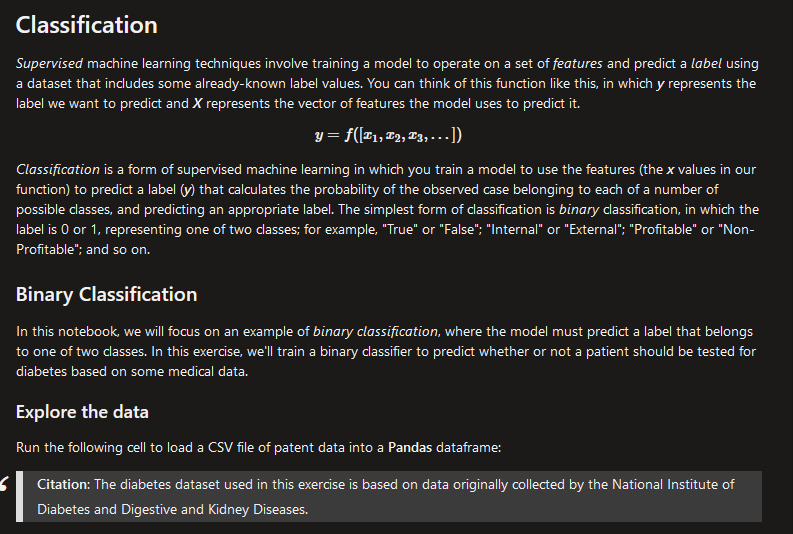 Classification
Supervised machine learning techniques involve training a model to operate on a set of features and predict a label using
a dataset that includes some already-known label values. You can think of this function like this, in which y represents the
label we want to predict and X represents the vector of features the model uses to predict it.
y = f([x₁, x₂, x₃, . . . ])
Classification is a form of supervised machine learning in which you train a model to use the features (the x values in our
function) to predict a label (y) that calculates the probability of the observed case belonging to each of a number of
possible classes, and predicting an appropriate label. The simplest form of classification is binary classification, in which the
label is 0 or 1, representing one of two classes; for example, "True" or "False"; "Internal" or "External"; "Profitable" or "Non-
Profitable"; and so on.
Binary Classification
In this notebook, we will focus on an example of binary classification, where the model must predict a label that belongs
to one of two classes. In this exercise, we'll train a binary classifier to predict whether or not a patient should be tested for
diabetes based on some medical data.
Explore the data
Run the following cell to load a CSV file of patent data into a Pandas dataframe:
Citation: The diabetes dataset used in this exercise is based on data originally collected by the National Institute of
Diabetes and Digestive and Kidney Diseases.